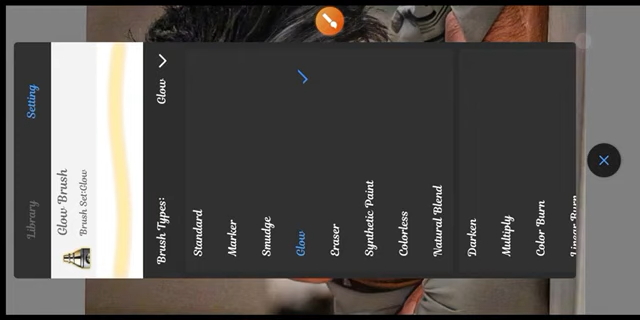 Library
Setting
Glow Brush
Brush Set:Glow
Brush Types:
Glow
Standard
Marker
Smudge
Glow
Eraser
Synthetic Paint
Colorless
Natural Blend
Darken
Multiply
Color Burn
Linear Burn